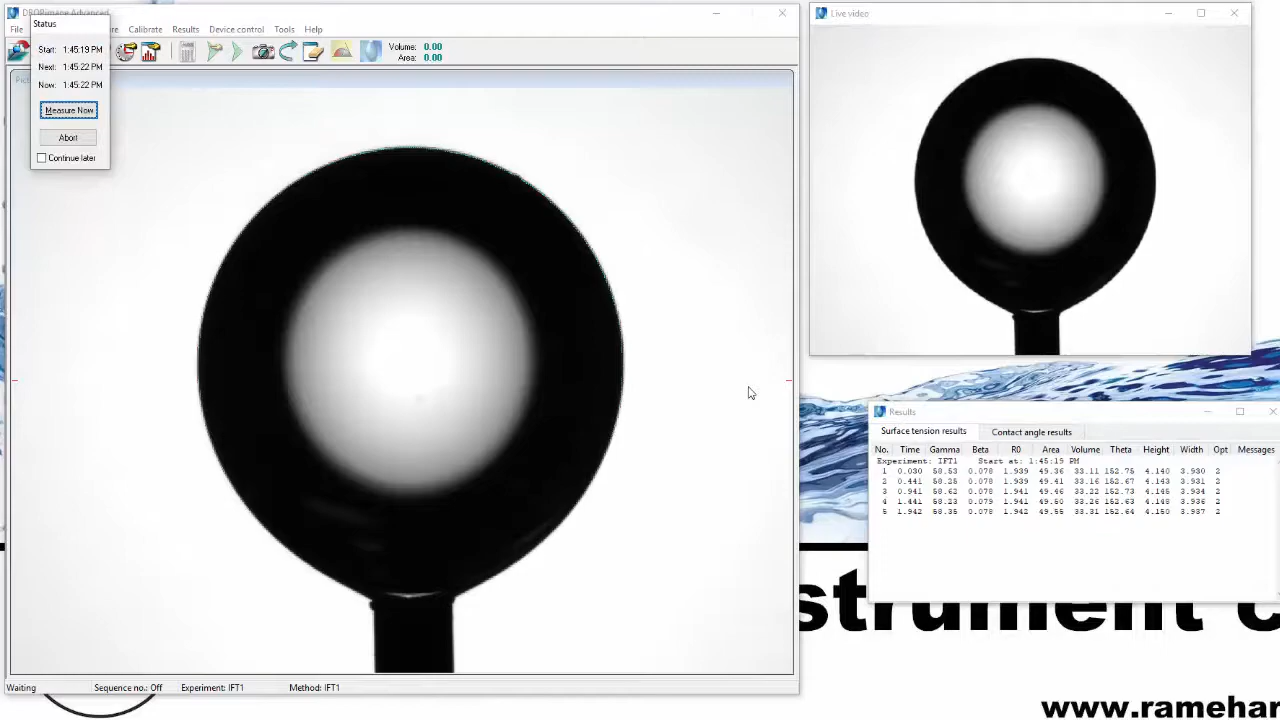 DROPimage Advanced
Status
File
re
Calibrate
Results
Device control
Tools
Help
Start: 1:45:19 PM
Next: 1:45:22 PM
Now: 1:45:22 PM
Measure Now
Abort
Continue later
Volume: 0.00
Area: 0.00
Live video
Results
Surface tension results
Contact angle results
No. Time Gamma Beta R0 Area Volume Theta Height Width Opt Messages
Experiment: IFT1 Start at: 1:45:19 PM
1 0.030 58.53 0.078 1.939 49.36 33.11 152.75 4.140 3.930 2
2 0.441 58.25 0.078 1.939 49.41 33.16 152.67 4.143 3.931 2
3 0.941 58.62 0.078 1.941 49.46 33.22 152.73 4.145 3.934 2
4 1.441 58.23 0.079 1.941 49.50 33.26 152.63 4.148 3.936 2
5 1.942 58.35 0.078 1.942 49.55 33.31 152.64 4.150 3.937 2
strument c
www.ramehar
Waiting
Sequence no.: Off
Experiment: IFT1
Method: IFT1